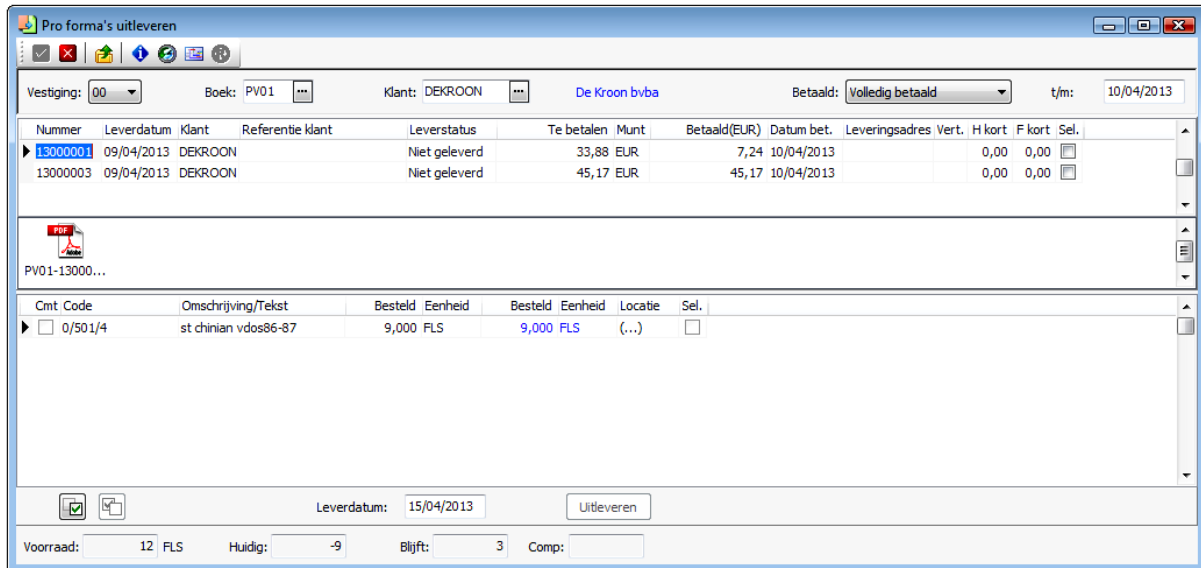 Pro forma's uitleveren
Vestiging: 00 Boek: PV01 ... Klant: DEKROON ... De Kroon bvba Betaald: Volledig betaald t/m: 10/04/2013
Nummer Leverdatum Klant Referentie klant Leverstatus Te betalen Munt Betaald(EUR) Datum bet. Leveringsadres Vert. H kort F kort Sel.
13000001 09/04/2013 DEKROON Niet geleverd 33,88 EUR 7,24 10/04/2013 0,00 0,00
13000003 09/04/2013 DEKROON Niet geleverd 45,17 EUR 45,17 10/04/2013 0,00 0,00
PDF
Adobe
PV01-13000...
Cmt Code Omschrijving/Tekst Besteld Eenheid Besteld Eenheid Locatie Sel.
0/501/4 st chinian vdos86-87 9,000 FLS 9,000 FLS (...)
Leverdatum: 15/04/2013 Uitleveren
Voorraad: 12 FLS Huidig: -9 Blijft: 3 Comp: